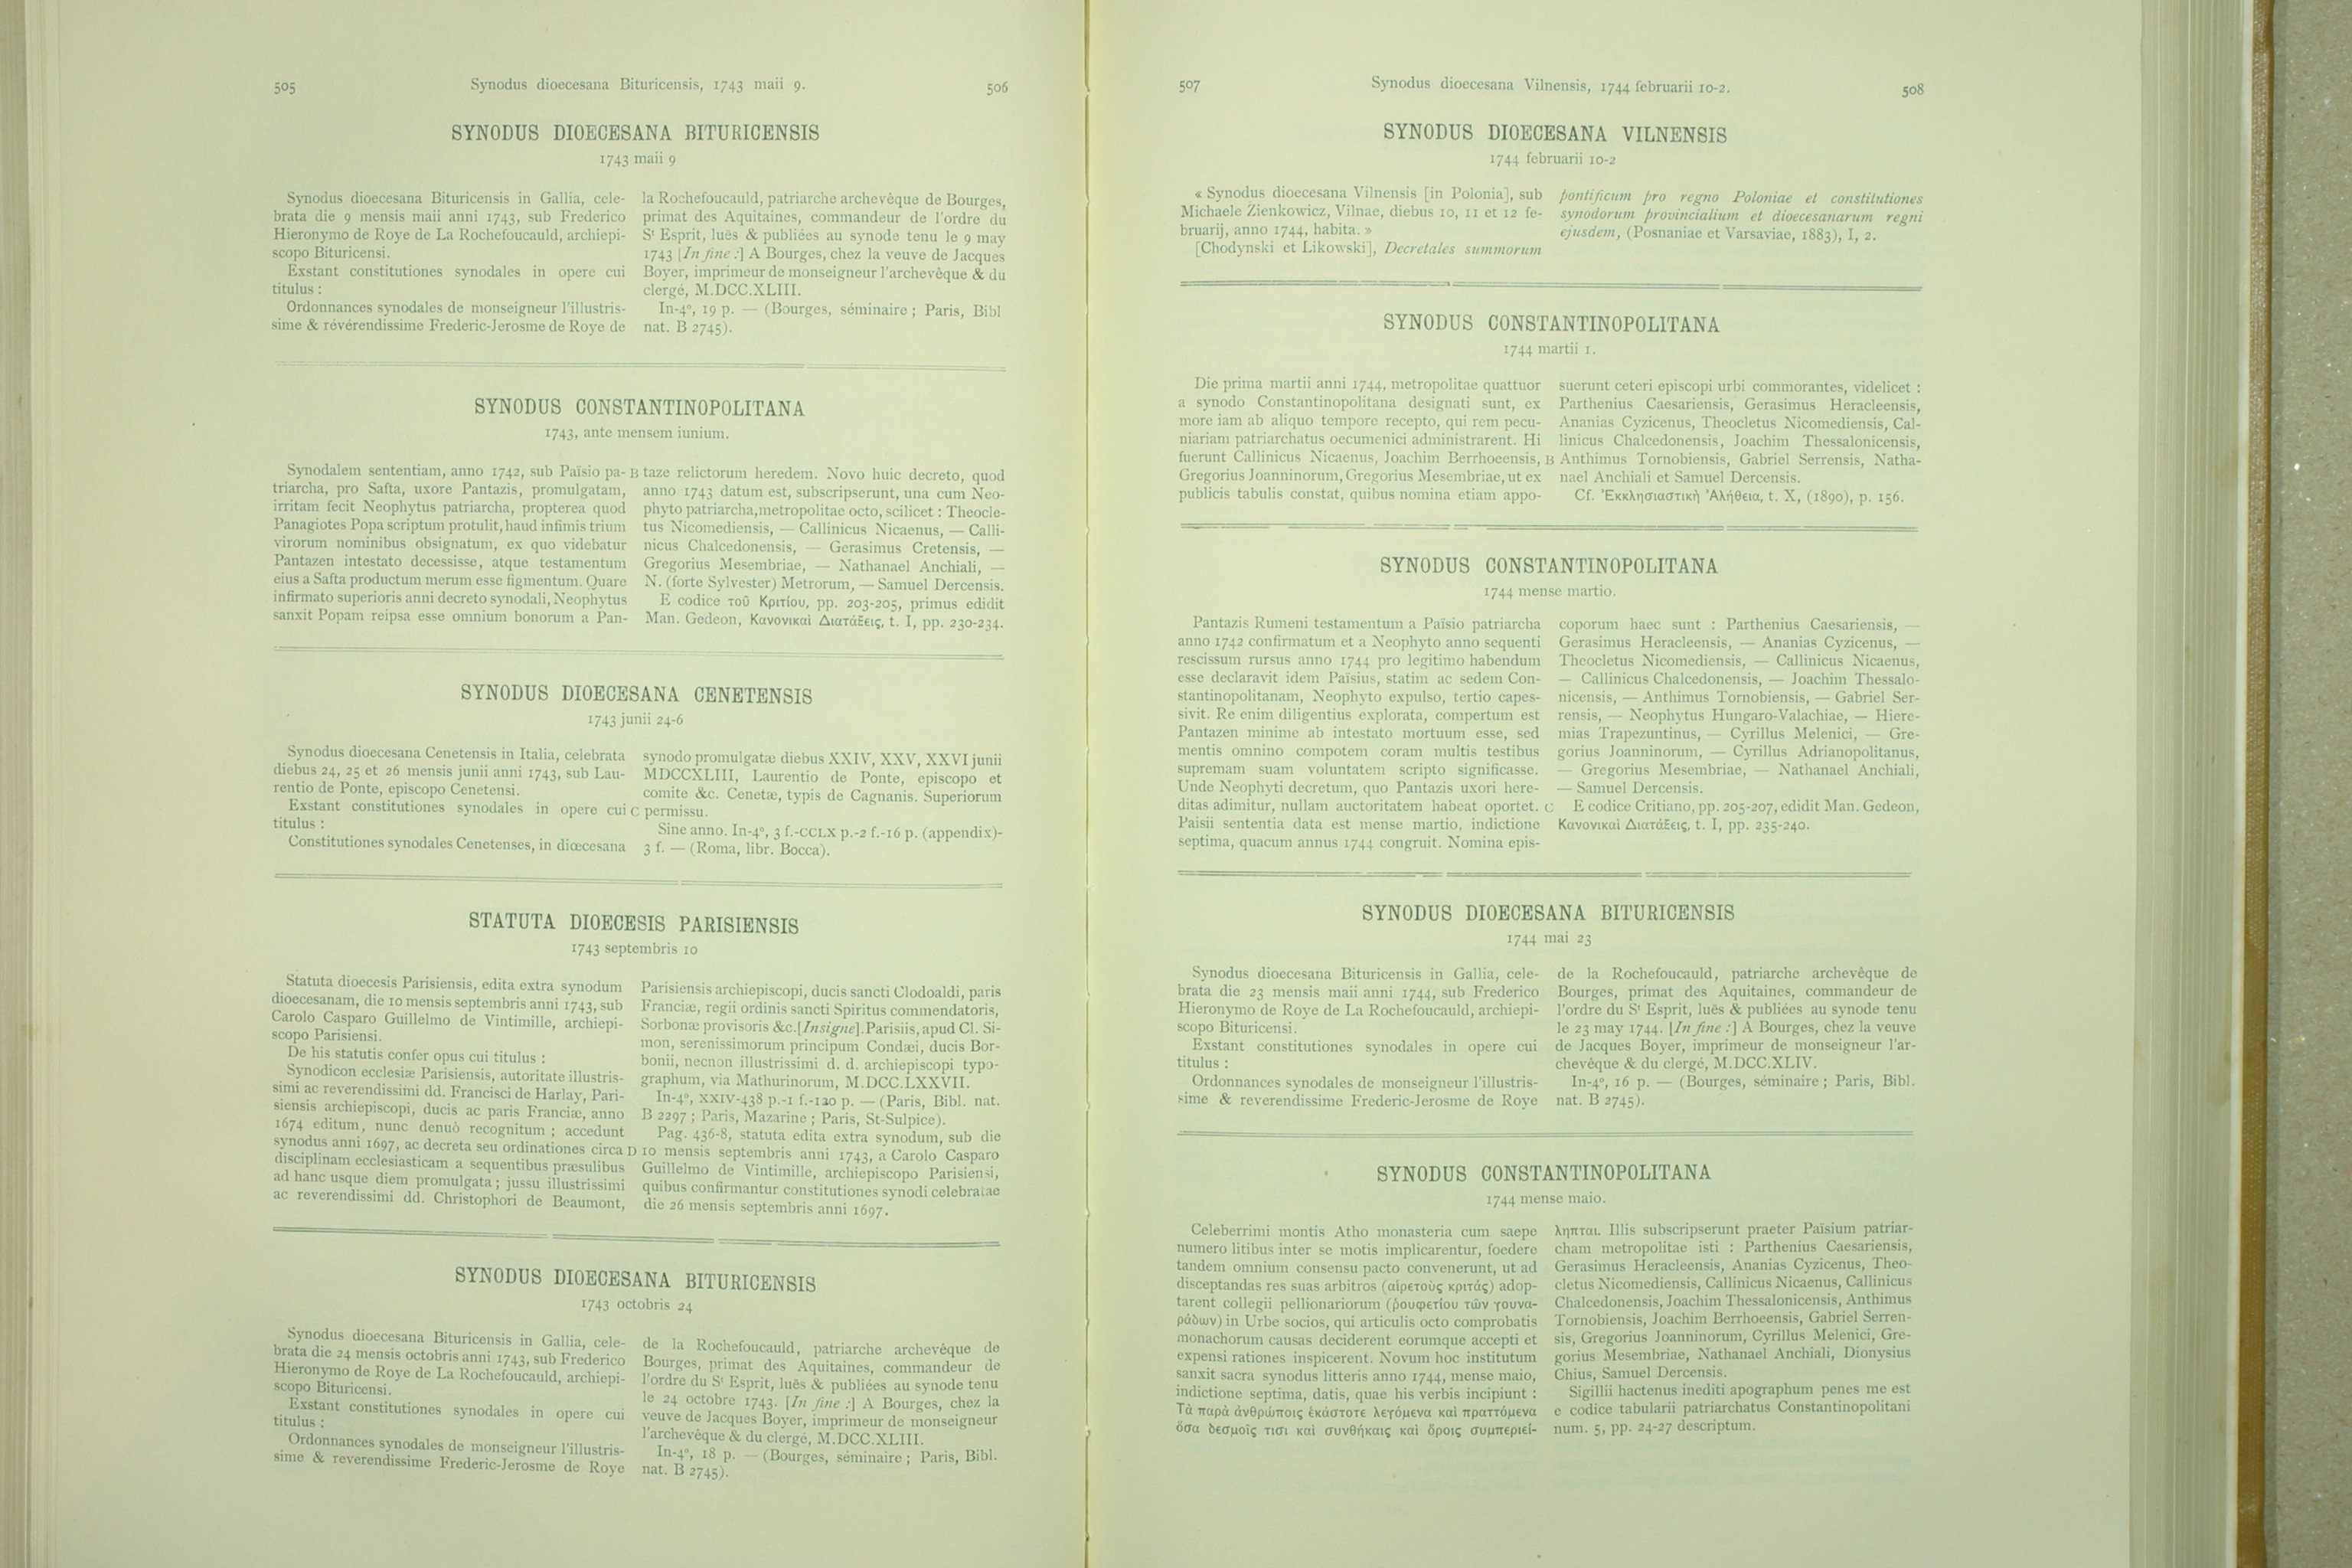 505
Synodus dioecesana Bituricensis, 1743 maii 9.
506
SYNODUS DIOECESANA BITURICENSIS
1743 maii 9
Synodus dioecesana Bituricensis in Gallia, cele-
brata die 9 mensis maii anni 1743, sub Frederico
Hieronymo de Roye de La Rochefoucauld, archiepi-
scopo Bituricensi.
Exstant constitutiones synodales in opere cui
titulus :
Ordonnances synodales de monseigneur l'illustris-
sime & révérendissime Frederic-Jerosme de Roye de
la Rochefoucauld, patriarche archevêque de Bourges,
primat des Aquitaines, commandeur de l'ordre du
St Esprit, luës & publiées au synode tenu le 9 may
1743 [In fine :] A Bourges, chez la veuve de Jacques
Boyer, imprimeur de monseigneur l'archevêque & du
clergé, M.DCC.XLIII.
In-4º, 19 p. — (Bourges, séminaire ; Paris, Bibl
nat. B 2745).
SYNODUS CONSTANTINOPOLITANA
1743, ante mensem iunium.
Synodalem sententiam, anno 1742, sub Païsio pa-
triarcha, pro Safta, uxore Pantazis, promulgatam,
irritam fecit Neophytus patriarcha, propterea quod
Panagiotes Popa scriptum protulit, haud infimis trium
virorum nominibus obsignatum, ex quo videbatur
Pantazen intestato decessisse, atque testamentum
eius a Safta productum merum esse figmentum. Quare
infirmato superioris anni decreto synodali, Neophytus
sanxit Popam reipsa esse omnium bonorum a Pan-
B taze relictorum heredem. Novo huic decreto, quod
anno 1743 datum est, subscripserunt, una cum Neo-
phyto patriarcha, metropolitae octo, scilicet : Theocle-
tus Nicomediensis, — Callinicus Nicaenus, — Calli-
nicus Chalcedonensis, — Gerasimus Cretensis, —
Gregorius Mesembriae, — Nathanael Anchiali, —
N. (forte Sylvester) Metrorum, — Samuel Dercensis.
E codice τοῦ Κριτίου, pp. 203-205, primus edidit
Man. Gedeon, Κανονικαὶ Διατάξεις, t. I, pp. 230-234.
SYNODUS DIOECESANA CENETENSIS
1743 junii 24-6
Synodus dioecesana Cenetensis in Italia, celebrata
diebus 24, 25 et 26 mensis junii anni 1743, sub Lau-
rentio de Ponte, episcopo Cenetensi.
Exstant constitutiones synodales in opere cui
titulus :
Constitutiones synodales Cenetenses, in diœcesana
synodo promulgatæ diebus XXIV, XXV, XXVI junii
MDCCXLIII, Laurentio de Ponte, episcopo et
comite &c. Cenetæ, typis de Cagnanis. Superiorum
C permissu.
Sine anno. In-4º, 3 f.-CCLX p.-2 f.-16 p. (appendix)-
3 f. — (Roma, libr. Bocca).
STATUTA DIOECESIS PARISIENSIS
1743 septembris 10
Statuta dioecesis Parisiensis, edita extra synodum
dioecesanam, die 10 mensis septembris anni 1743, sub
Carolo Casparo Guillelmo de Vintimille, archiepi-
scopo Parisiensi.
De his statutis confer opus cui titulus :
Synodicon ecclesiæ Parisiensis, autoritate illustris-
simi ac reverendissimi dd. Francisci de Harlay, Pari-
siensis archiepiscopi, ducis ac paris Franciæ, anno
1674 editum, nunc denuò recognitum ; accedunt
synodus anni 1697, ac decreta seu ordinationes circa
disciplinam ecclesiasticam a sequentibus præsulibus
ad hanc usque diem promulgata ; jussu illustrissimi
ac reverendissimi dd. Christophori de Beaumont,
Parisiensis archiepiscopi, ducis sancti Clodoaldi, paris
Franciæ, regii ordinis sancti Spiritus commendatoris,
Sorbonæ provisoris &c. [Insigne]. Parisiis, apud Cl. Si-
mon, serenissimorum principum Condæi, ducis Bor-
bonii, necnon illustrissimi d. d. archiepiscopi typo-
graphum, via Mathurinorum, M.DCC.LXXVII.
In-4º, XXIV-438 p.-1 f.-120 p. — (Paris, Bibl. nat.
B 2297 ; Paris, Mazarine ; Paris, St-Sulpice).
Pag. 436-8, statuta edita extra synodum, sub die
D 10 mensis septembris anni 1743, a Carolo Casparo
Guillelmo de Vintimille, archiepiscopo Parisiensi,
quibus confirmantur constitutiones synodi celebratae
die 26 mensis septembris anni 1697.
SYNODUS DIOECESANA BITURICENSIS
1743 octobris 24
Synodus dioecesana Bituricensis in Gallia, cele-
brata die 24 mensis octobris anni 1743, sub Frederico
Hieronymo de Roye de La Rochefoucauld, archiepi-
scopo Bituricensi.
Exstant constitutiones synodales in opere cui
titulus :
Ordonnances synodales de monseigneur l'illustris-
sime & reverendissime Frederic-Jerosme de Roye
de la Rochefoucauld, patriarche archevêque de
Bourges, primat des Aquitaines, commandeur de
l'ordre du St Esprit, luës & publiées au synode tenu
le 24 octobre 1743. [In fine :] A Bourges, chez la
veuve de Jacques Boyer, imprimeur de monseigneur
l'archevêque & du clergé, M.DCC.XLIII.
In-4º, 18 p. — (Bourges, séminaire ; Paris, Bibl.
nat. B 2745).
507
Synodus dioecesana Vilnensis, 1744 februarii 10-2.
508
SYNODUS DIOECESANA VILNENSIS
1744 februarii 10-2
« Synodus dioecesana Vilnensis [in Polonia], sub
Michaele Zienkowicz, Vilnae, diebus 10, 11 et 12 fe-
bruarij, anno 1744, habita. »
[Chodynski et Likowski], Decretales summorum
pontificum pro regno Poloniae et constitutiones
synodorum provincialium et dioecesanarum regni
ejusdem, (Posnaniae et Varsaviae, 1883), I, 2.
SYNODUS CONSTANTINOPOLITANA
1744 martii 1.
Die prima martii anni 1744, metropolitae quattuor
a synodo Constantinopolitana designati sunt, ex
more iam ab aliquo tempore recepto, qui rem pecu-
niariam patriarchatus oecumenici administrarent. Hi
fuerunt Callinicus Nicaenus, Joachim Berrhoeensis,
Gregorius Joanninorum, Gregorius Mesembriae, ut ex
publicis tabulis constat, quibus nomina etiam appo-
suerunt ceteri episcopi urbi commorantes, videlicet :
Parthenius Caesariensis, Gerasimus Heracleensis,
Ananias Cyzicenus, Theocletus Nicomediensis, Cal-
linicus Chalcedonensis, Joachim Thessalonicensis,
B Anthimus Tornobiensis, Gabriel Serrensis, Natha-
nael Anchiali et Samuel Dercensis.
Cf. Ἐκκλησιαστικὴ Ἀλήθεια, t. X, (1890), p. 156.
SYNODUS CONSTANTINOPOLITANA
1744 mense martio.
Pantazis Rumeni testamentum a Païsio patriarcha
anno 1742 confirmatum et a Neophyto anno sequenti
rescissum rursus anno 1744 pro legitimo habendum
esse declaravit idem Païsius, statim ac sedem Con-
stantinopolitanam, Neophyto expulso, tertio capes-
sivit. Re enim diligentius explorata, compertum est
Pantazen minime ab intestato mortuum esse, sed
mentis omnino compotem coram multis testibus
supremam suam voluntatem scripto significasse.
Unde Neophyti decretum, quo Pantazis uxori here-
ditas adimitur, nullam auctoritatem habeat oportet.
Paisii sententia data est mense martio, indictione
septima, quacum annus 1744 congruit. Nomina epis-
coporum haec sunt : Parthenius Caesariensis, —
Gerasimus Heracleensis, — Ananias Cyzicenus, —
Theocletus Nicomediensis, — Callinicus Nicaenus,
— Callinicus Chalcedonensis, — Joachim Thessalo-
nicensis, — Anthimus Tornobiensis, — Gabriel Ser-
rensis, — Neophytus Hungaro-Valachiae, — Hiere-
mias Trapezuntinus, — Cyrillus Melenici, — Gre-
gorius Joanninorum, — Cyrillus Adrianopolitanus,
— Gregorius Mesembriae, — Nathanael Anchiali,
— Samuel Dercensis.
C E codice Critiano, pp. 205-207, edidit Man. Gedeon,
Κανονικαὶ Διατάξεις, t. I, pp. 235-240.
SYNODUS DIOECESANA BITURICENSIS
1744 mai 23
Synodus dioecesana Bituricensis in Gallia, cele-
brata die 23 mensis maii anni 1744, sub Frederico
Hieronymo de Roye de La Rochefoucauld, archiepi-
scopo Bituricensi.
Exstant constitutiones synodales in opere cui
titulus :
Ordonnances synodales de monseigneur l'illustris-
sime & reverendissime Frederic-Jerosme de Roye
de la Rochefoucauld, patriarche archevêque de
Bourges, primat des Aquitaines, commandeur de
l'ordre du St Esprit, luës & publiées au synode tenu
le 23 may 1744. [In fine :] A Bourges, chez la veuve
de Jacques Boyer, imprimeur de monseigneur l'ar-
chevêque & du clergé, M.DCC.XLIV.
In-4º, 16 p. — (Bourges, séminaire ; Paris, Bibl.
nat. B 2745).
SYNODUS CONSTANTINOPOLITANA
1744 mense maio.
Celeberrimi montis Atho monasteria cum saepe
numero litibus inter se motis implicarentur, foedere
tandem omnium consensu pacto convenerunt, ut ad
disceptandas res suas arbitros (αἱρετοὺς κριτάς) adop-
tarent collegii pellionariorum (ῥουφετίου τῶν γουνα-
ράδων) in Urbe socios, qui articulis octo comprobatis
monachorum causas deciderent eorumque accepti et
expensi rationes inspicerent. Novum hoc institutum
sanxit sacra synodus litteris anno 1744, mense maio,
indictione septima, datis, quae his verbis incipiunt :
Τὰ παρὰ ἀνθρώποις ἑκάστοτε λεγόμενα καὶ πραττόμενα
ὅσα δεσμοῖς τισι καὶ συνθήκαις καὶ ὅροις συμπεριεί-
ληπται. Illis subscripserunt praeter Païsium patriar-
cham metropolitae isti : Parthenius Caesariensis,
Gerasimus Heracleensis, Ananias Cyzicenus, Theo-
cletus Nicomediensis, Callinicus Nicaenus, Callinicus
Chalcedonensis, Joachim Thessalonicensis, Anthimus
Tornobiensis, Joachim Berrhoeensis, Gabriel Serren-
sis, Gregorius Joanninorum, Cyrillus Melenici, Gre-
gorius Mesembriae, Nathanael Anchiali, Dionysius
Chius, Samuel Dercensis.
Sigillii hactenus inediti apographum penes me est
e codice tabularii patriarchatus Constantinopolitani
num. 5, pp. 24-27 descriptum.